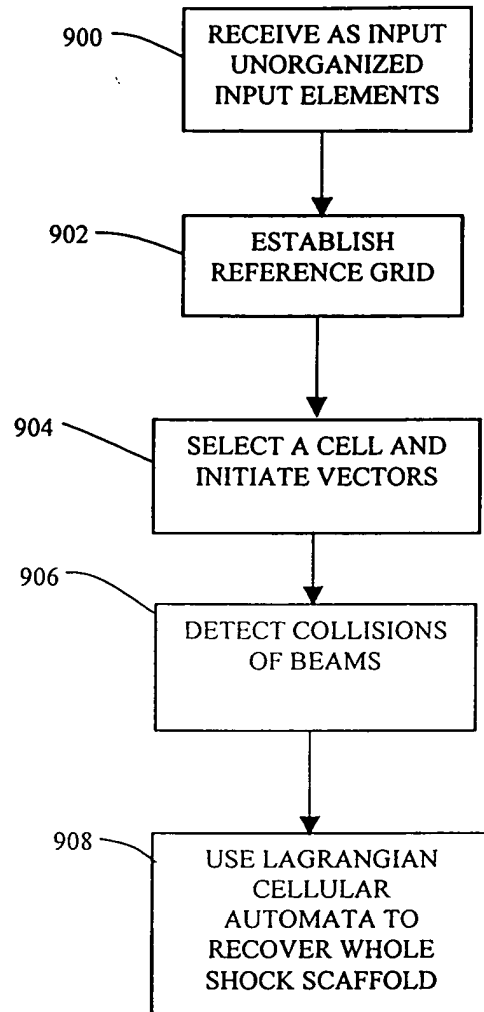 900
RECEIVE AS INPUT
UNORGANIZED
INPUT ELEMENTS
902
ESTABLISH
REFERENCE GRID
904
SELECT A CELL AND
INITIATE VECTORS
906
DETECT COLLISIONS
OF BEAMS
908
USE LAGRANGIAN
CELLULAR
AUTOMATA TO
RECOVER WHOLE
SHOCK SCAFFOLD